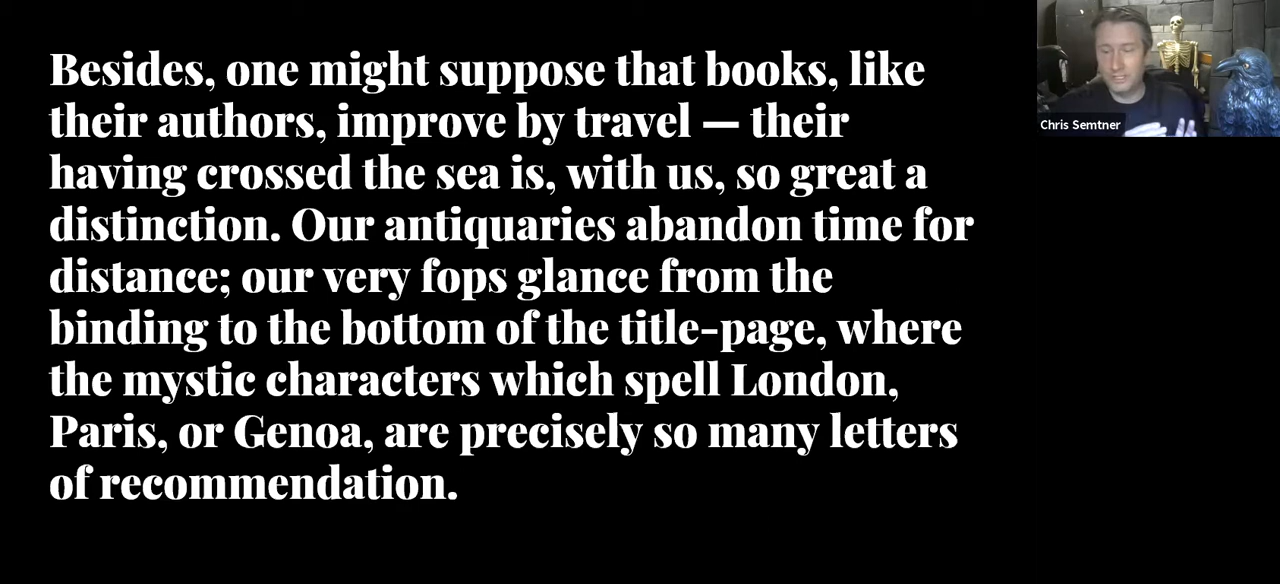 Besides, one might suppose that books, like
their authors, improve by travel — their
having crossed the sea is, with us, so great a
distinction. Our antiquaries abandon time for
distance; our very fops glance from the
binding to the bottom of the title-page, where
the mystic characters which spell London,
Paris, or Genoa, are precisely so many letters
of recommendation.
Chris Semtner